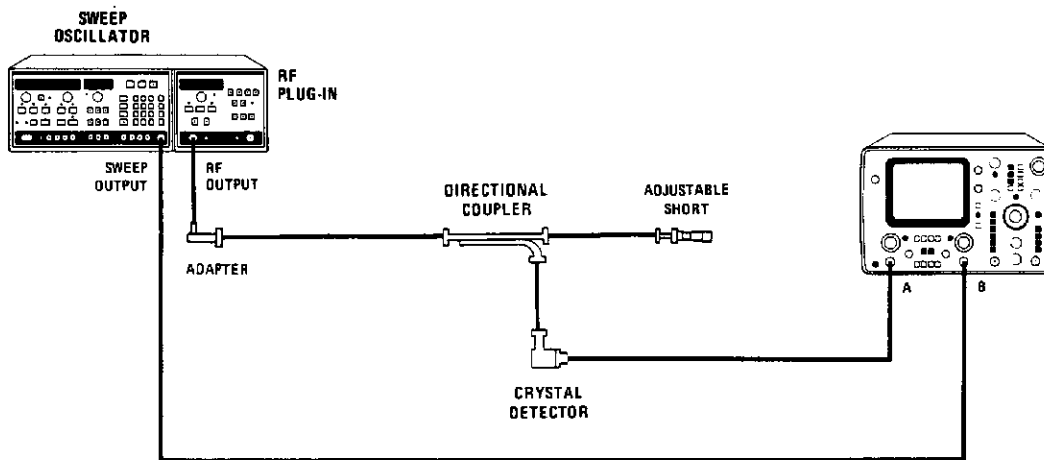 SWEEP
OSCILLATOR
RF
PLUG-IN
SWEEP
OUTPUT
RF
OUTPUT
ADAPTER
DIRECTIONAL
COUPLER
ADJUSTABLE
SHORT
A
B
CRYSTAL
DETECTOR